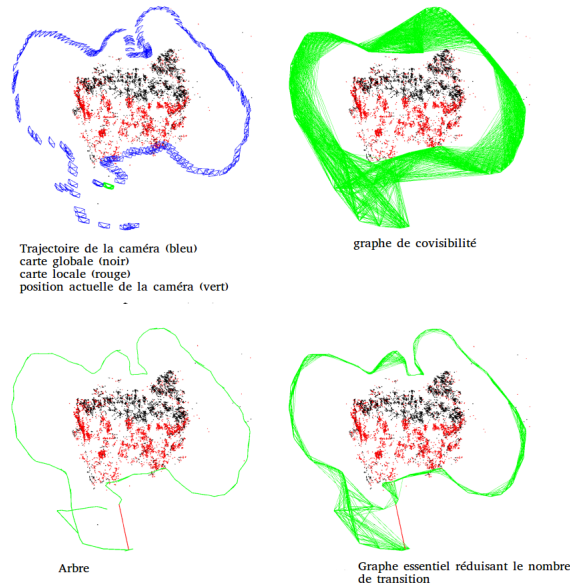 Trajectoire de la caméra (bleu)
carte globale (noir)
carte locale (rouge)
position actuelle de la caméra (vert)
graphe de covisibilité
Arbre
Graphe essentiel réduisant le nombre
de transition